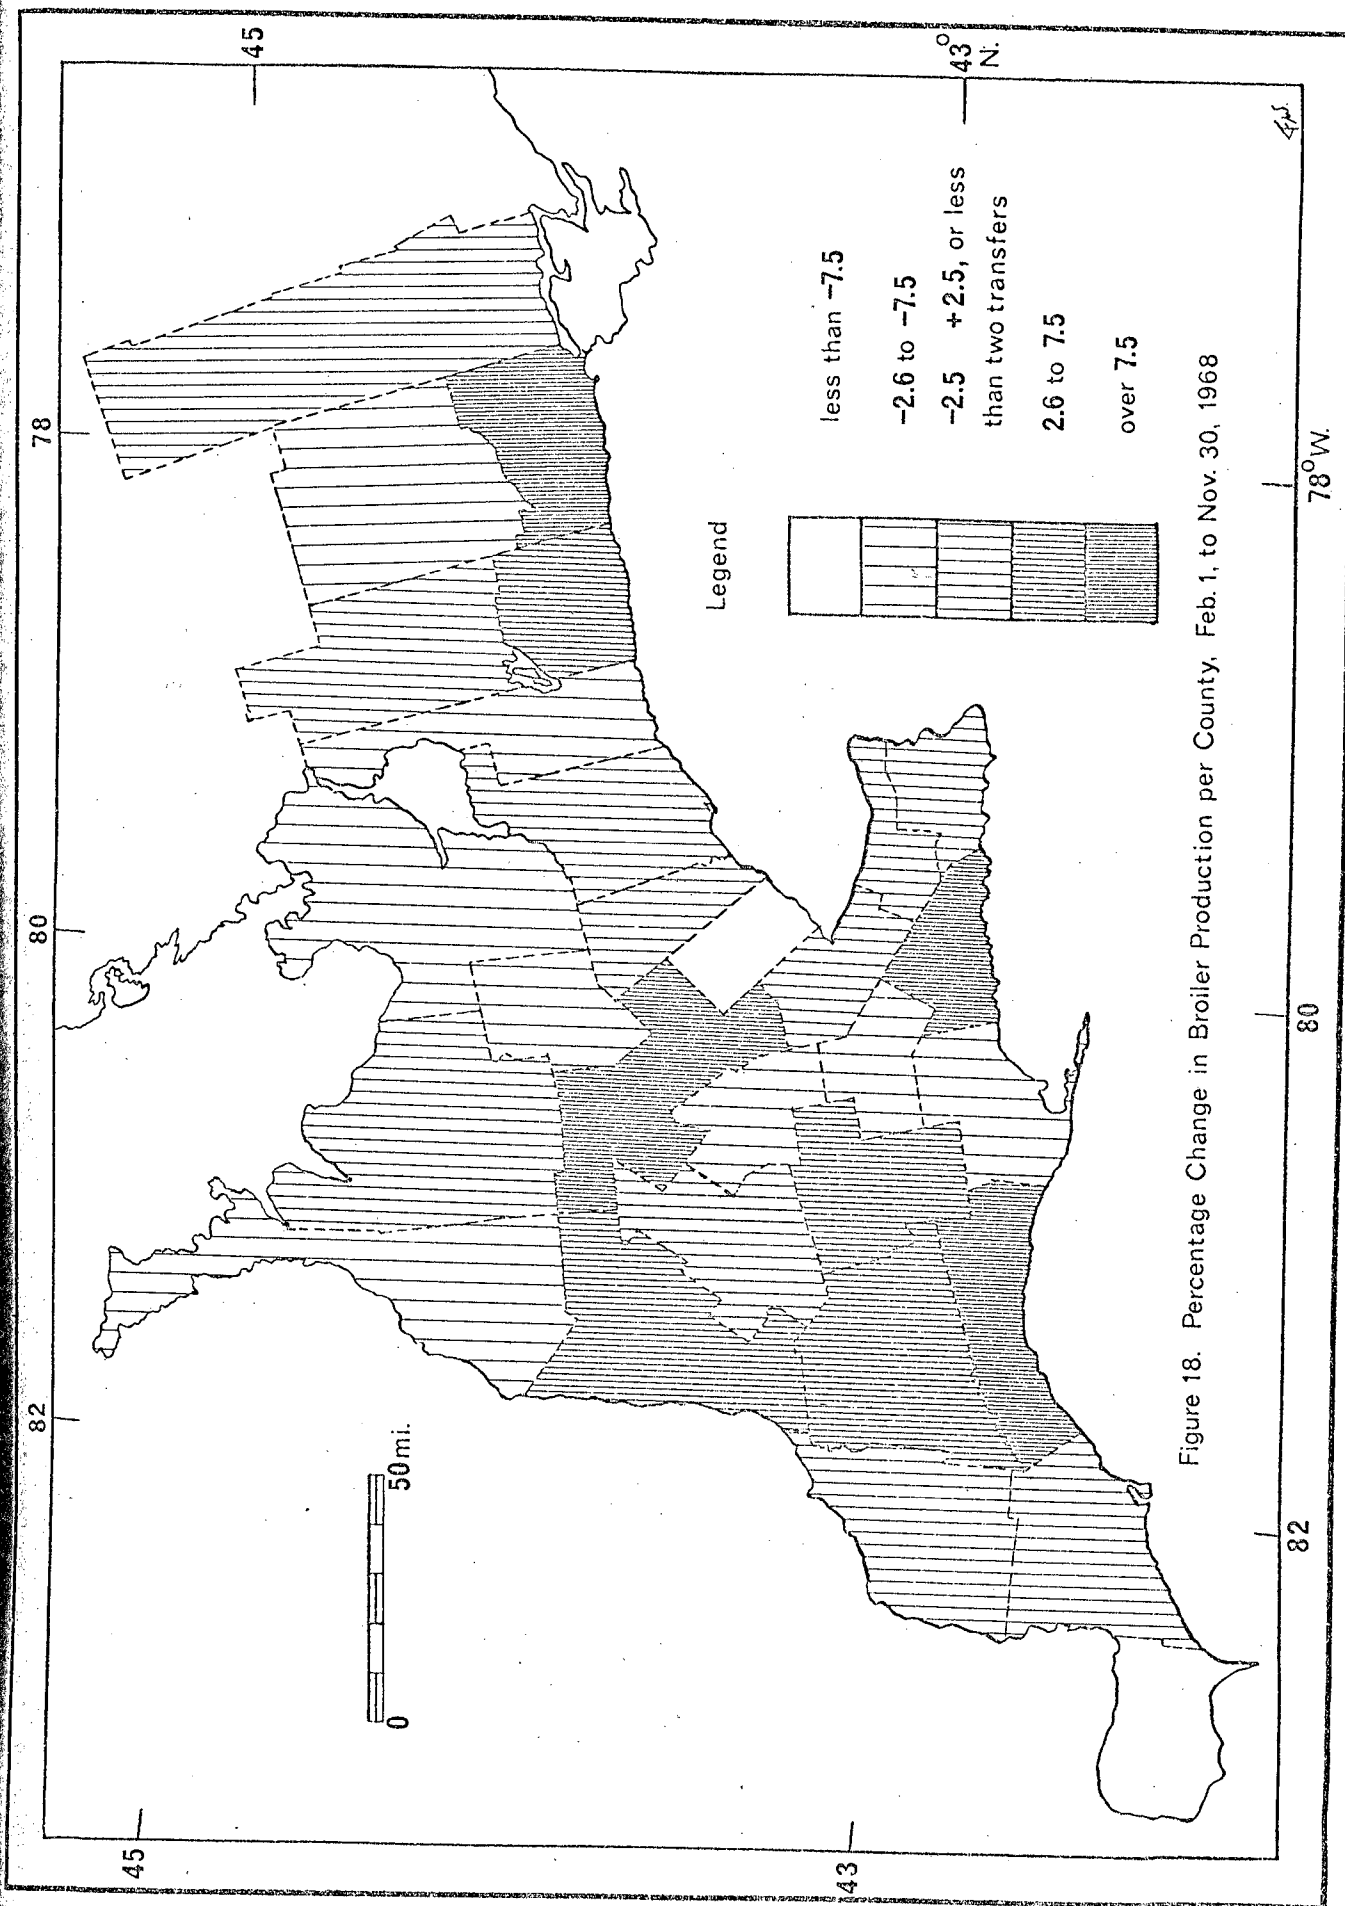 82
80
78
45
45
43
43°
N.
0
50 mi.
Legend
less than -7.5
-2.6 to -7.5
-2.5 +2.5, or less
than two transfers
2.6 to 7.5
over 7.5
82
80
78°W.
Figure 18. Percentage Change in Broiler Production per County, Feb. 1, to Nov. 30, 1968